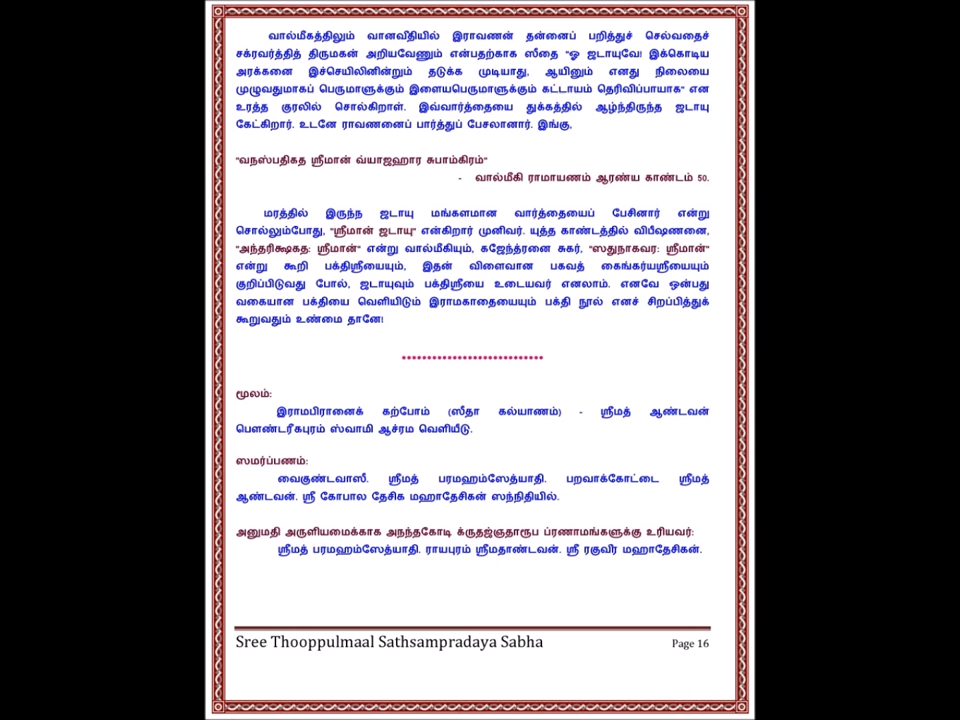 வால்மீகத்திலும் வானவீதியில் இராவணன் தன்னைப் பறித்துச் செல்வதைச்
சக்ரவர்த்தித் திருமகன் அறியவேணும் என்பதற்காக ஸீதை "ஓ ஜடாயுவே! இக்கொடிய
அரக்கனை இச்செயிலினின்றும் தடுக்க முடியாது, ஆயினும் எனது நிலையை
முழுவதுமாகப் பெருமாளுக்கும் இளையபெருமாளுக்கும் கட்டாயம் தெரிவிப்பாயாக" என
உரத்த குரலில் சொல்கிறாள். இவ்வார்த்தையை துக்கத்தில் ஆழ்ந்திருந்த ஜடாயு
கேட்கிறார். உடனே ராவணனைப் பார்த்துப் பேசலானார். இங்கு,
"வநஸ்பதிகத ஸ்ரீமான் வ்யாஜஹார சுபாம்கிரம்"
- வால்மீகி ராமாயணம் ஆரண்ய காண்டம் 50.
மரத்தில் இருந்ந ஜடாயு மங்களமான வார்த்தையைப் பேசினார் என்று
சொல்லும்போது, "ஸ்ரீமான் ஜடாயு" என்கிறார் முனிவர். யுத்த காண்டத்தில் விபீஷணனை,
"அந்தரிக்ஷகத: ஸ்ரீமான்" என்று வால்மீகியும், கஜேந்த்ரனை சுகர், "ஸதுநாகவர: ஸ்ரீமான்"
என்று கூறி பக்திஸ்ரீயையும், இதன் விளைவான பகவத் கைங்கர்யஸ்ரீயையும்
குறிப்பிடுவது போல், ஜடாயுவும் பக்திஸ்ரீயை உடையவர் எனலாம். எனவே ஒன்பது
வகையான பக்தியை வெளியிடும் இராமகாதையையும் பக்தி நூல் எனச் சிறப்பித்துக்
கூறுவதும் உண்மை தானே!
****************************
மூலம்:
இராமபிரானைக் கற்போம் (ஸீதா கல்யாணம்) - ஸ்ரீமத் ஆண்டவன்
பௌண்டரீகபுரம் ஸ்வாமி ஆச்ரம வெளியீடு.
ஸமர்ப்பணம்:
வைகுண்டவாஸீ. ஸ்ரீமத் பரமஹம்ஸேத்யாதி. பறவாக்கோட்டை ஸ்ரீமத்
ஆண்டவன். ஸ்ரீ கோபால தேசிக மஹாதேசிகன் ஸந்நிதியில்.
அனுமதி அருளியமைக்காக அநந்தகோடி க்ருதஜ்ஞதாரூப ப்ரணாமங்களுக்கு உரியவர்:
ஸ்ரீமத் பரமஹம்ஸேத்யாதி. ராயபுரம் ஸ்ரீமதாண்டவன். ஸ்ரீ ரகுவீர மஹாதேசிகன்.
Sree Thooppulmaal Sathsampradaya Sabha Page 16